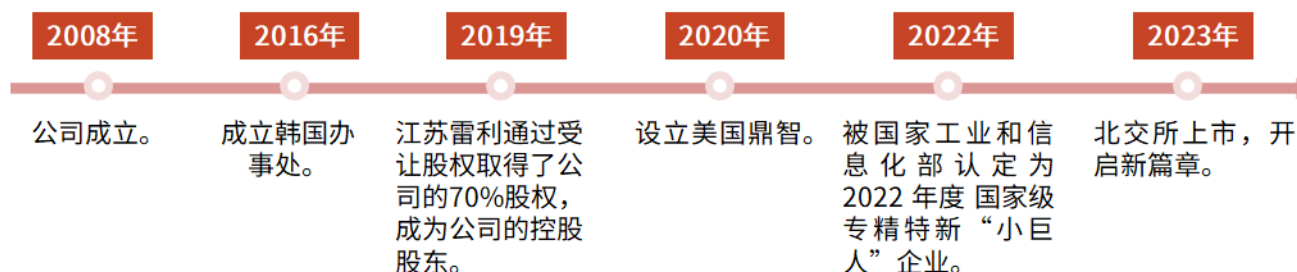 2008年
2016年
2019年
2020年
2022年
2023年
公司成立。
成立韩国办
事处。
江苏雷利通过受
让股权取得了公
司的70%股权，
成为公司的控股
股东。
设立美国鼎智。
被国家工业和信
息化部认定为
2022 年度 国家级
专精特新“小巨
人”企业。
北交所上市，开
启新篇章。